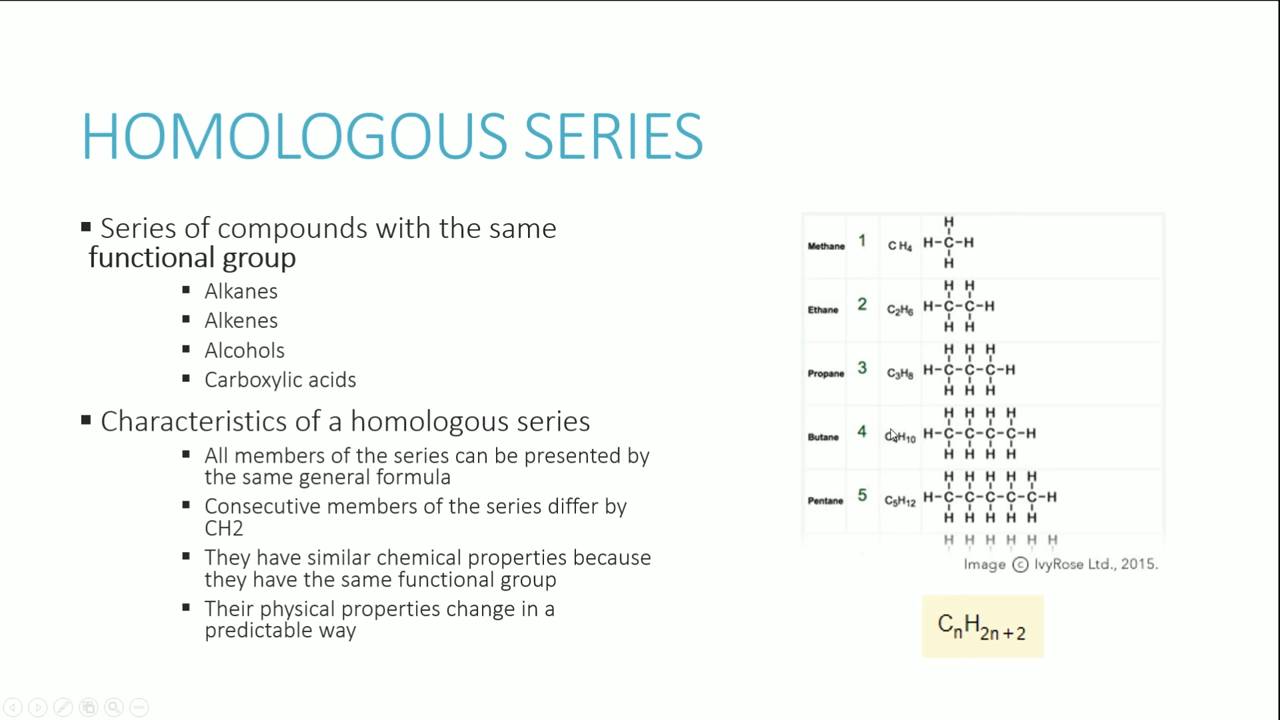 HOMOLOGOUS SERIES
▪ Series of compounds with the same
functional group
▪ Alkanes
▪ Alkenes
▪ Alcohols
▪ Carboxylic acids
▪ Characteristics of a homologous series
▪ All members of the series can be presented by
the same general formula
▪ Consecutive members of the series differ by
CH2
▪ They have similar chemical properties because
they have the same functional group
▪ Their physical properties change in a
predictable way
H
Methane 1 CH₄ H-C-H
H
H H
Ethane 2 C₂H₆ H-C-C-H
H H
H H H
Propane 3 C₃H₈ H-C-C-C-H
H H H
H H H H
Butane 4 C₄H₁₀ H-C-C-C-C-H
H H H H
H H H H H
Pentane 5 C₅H₁₂ H-C-C-C-C-C-H
H H H H H
H H H H H H
Image © IvyRose Ltd., 2015.
CₙH₂ₙ₊₂